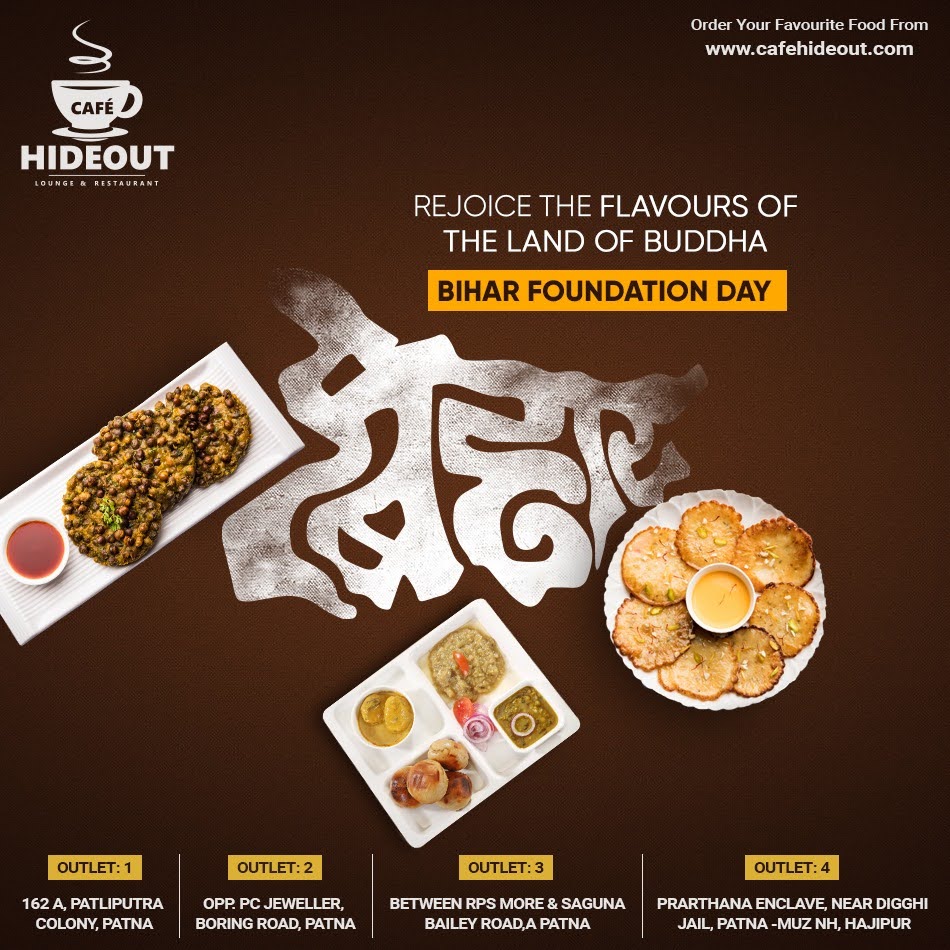 CAFÉ
HIDEOUT
LOUNGE & RESTAURANT
Order Your Favourite Food From
www.cafehideout.com
REJOICE THE FLAVOURS OF
THE LAND OF BUDDHA
BIHAR FOUNDATION DAY
बिहार
OUTLET: 1
162 A, PATLIPUTRA
COLONY, PATNA
OUTLET: 2
OPP. PC JEWELLER,
BORING ROAD, PATNA
OUTLET: 3
BETWEEN RPS MORE & SAGUNA
BAILEY ROAD,A PATNA
OUTLET: 4
PRARTHANA ENCLAVE, NEAR DIGGHI
JAIL, PATNA -MUZ NH, HAJIPUR